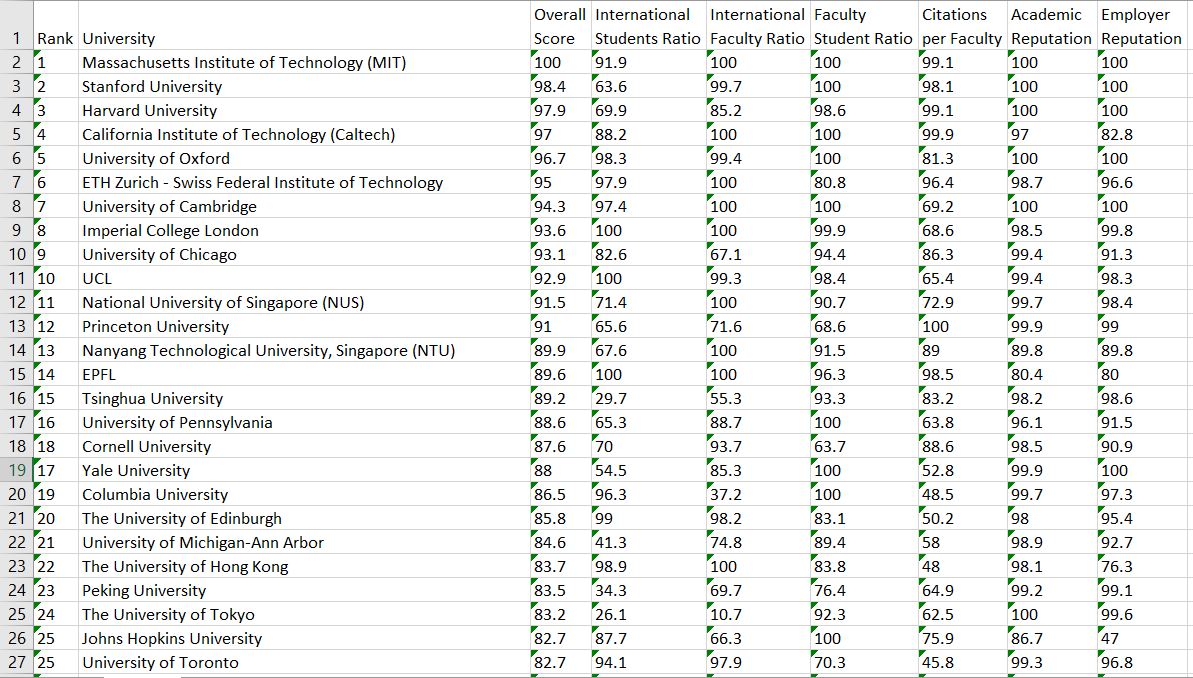 Overall International International Faculty Citations Academic Employer
1 Rank University Score Students Ratio Faculty Ratio Student Ratio per Faculty Reputation Reputation
2 1 Massachusetts Institute of Technology (MIT) 100 91.9 100 100 99.1 100 100
3 2 Stanford University 98.4 63.6 99.7 100 98.1 100 100
4 3 Harvard University 97.9 69.9 85.2 98.6 99.1 100 100
5 4 California Institute of Technology (Caltech) 97 88.2 100 100 99.9 97 82.8
6 5 University of Oxford 96.7 98.3 99.4 100 81.3 100 100
7 6 ETH Zurich - Swiss Federal Institute of Technology 95 97.9 100 80.8 96.4 98.7 96.6
8 7 University of Cambridge 94.3 97.4 100 100 69.2 100 100
9 8 Imperial College London 93.6 100 100 99.9 68.6 98.5 99.8
10 9 University of Chicago 93.1 82.6 67.1 94.4 86.3 99.4 91.3
11 10 UCL 92.9 100 99.3 98.4 65.4 99.4 98.3
12 11 National University of Singapore (NUS) 91.5 71.4 100 90.7 72.9 99.7 98.4
13 12 Princeton University 91 65.6 71.6 68.6 100 99.9 99
14 13 Nanyang Technological University, Singapore (NTU) 89.9 67.6 100 91.5 89 89.8 89.8
15 14 EPFL 89.6 100 100 96.3 98.5 80.4 80
16 15 Tsinghua University 89.2 29.7 55.3 93.3 83.2 98.2 98.6
17 16 University of Pennsylvania 88.6 65.3 88.7 100 63.8 96.1 91.5
18 18 Cornell University 87.6 70 93.7 63.7 88.6 98.5 90.9
19 17 Yale University 88 54.5 85.3 100 52.8 99.9 100
20 19 Columbia University 86.5 96.3 37.2 100 48.5 99.7 97.3
21 20 The University of Edinburgh 85.8 99 98.2 83.1 50.2 98 95.4
22 21 University of Michigan-Ann Arbor 84.6 41.3 74.8 89.4 58 98.9 92.7
23 22 The University of Hong Kong 83.7 98.9 100 83.8 48 98.1 76.3
24 23 Peking University 83.5 34.3 69.7 76.4 64.9 99.2 99.1
25 24 The University of Tokyo 83.2 26.1 10.7 92.3 62.5 100 99.6
26 25 Johns Hopkins University 82.7 87.7 66.3 100 75.9 86.7 47
27 25 University of Toronto 82.7 94.1 97.9 70.3 45.8 99.3 96.8